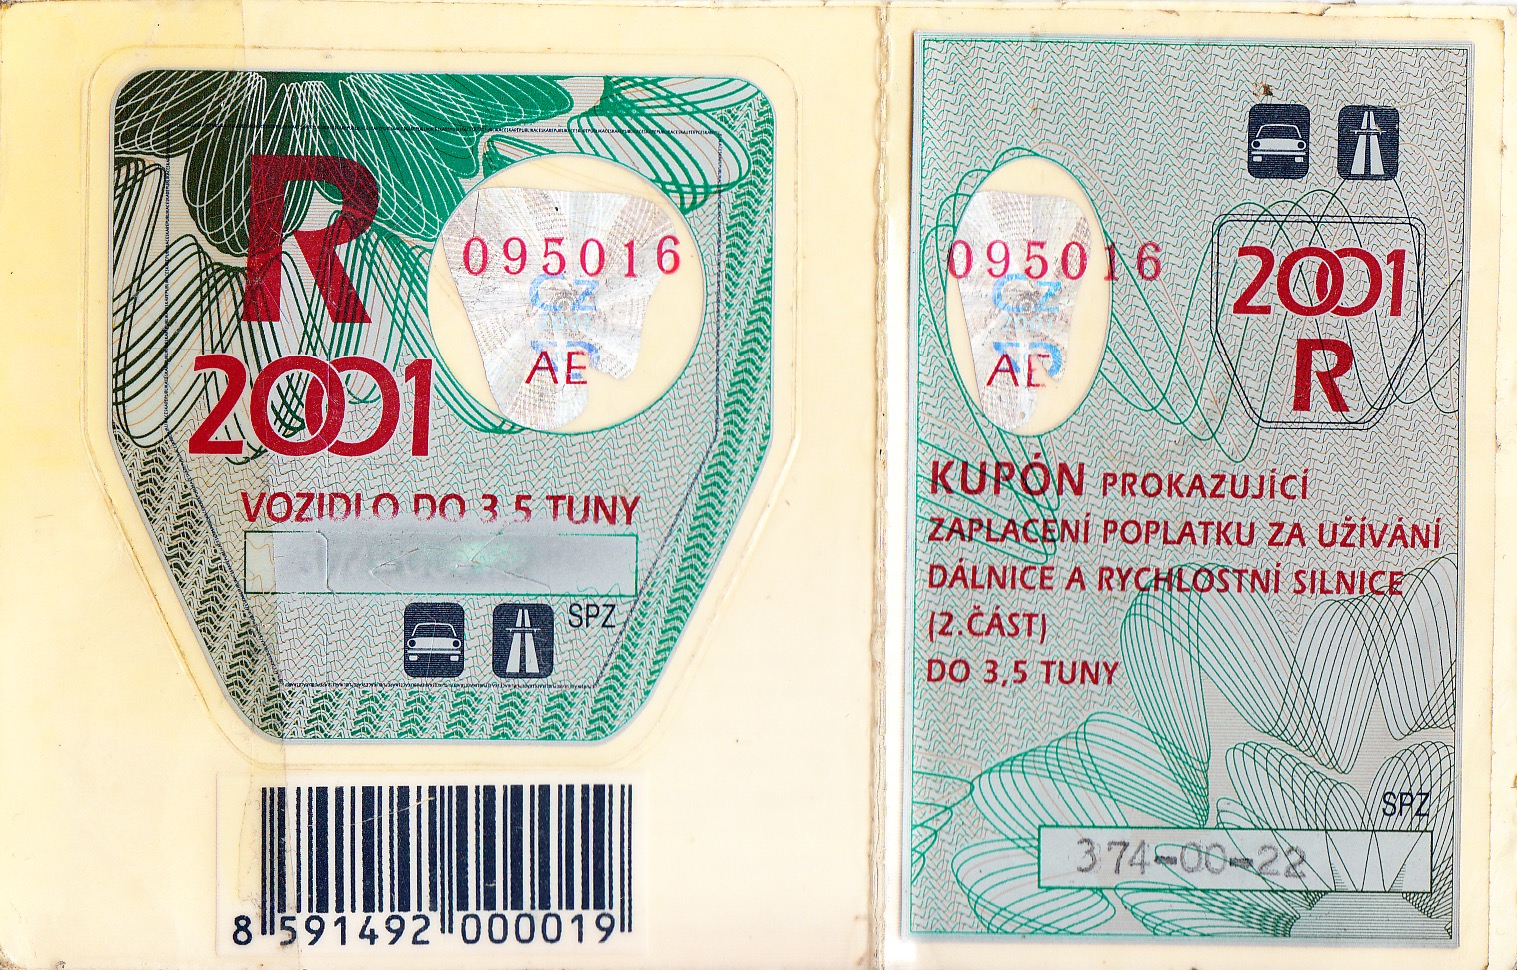 R
2001
095016
CZ
AE
VOZIDLO DO 3,5 TUNY
SPZ
8 591492 000019
095016
CZ
AE
2001
R
KUPÓN PROKAZUJÍCÍ
ZAPLACENÍ POPLATKU ZA UŽÍVÁNÍ
DÁLNICE A RYCHLOSTNÍ SILNICE
(2.ČÁST)
DO 3,5 TUNY
SPZ
374-00-22